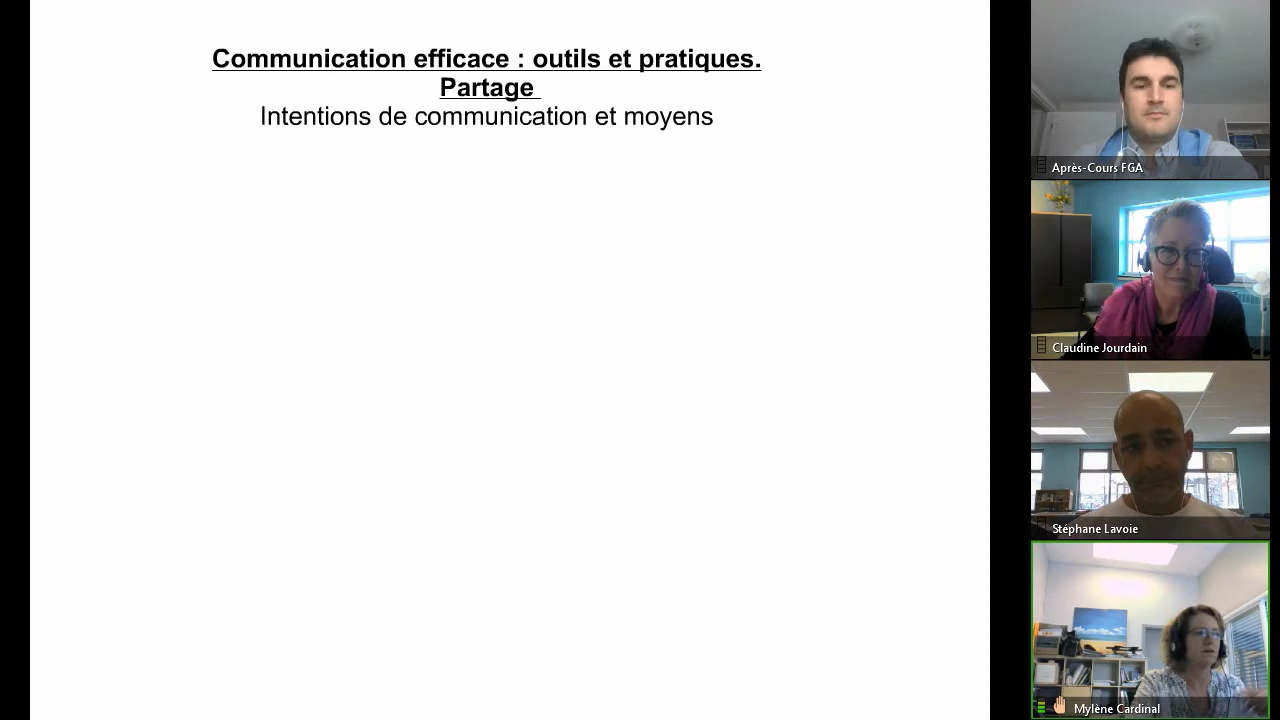 Communication efficace : outils et pratiques.
Partage
Intentions de communication et moyens
Après-Cours FGA
Claudine Jourdain
Stéphane Lavoie
Mylène Cardinal